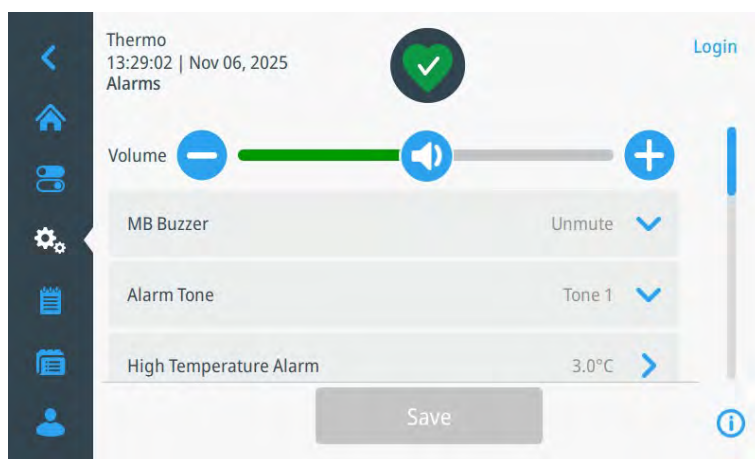 Thermo
13:29:02 | Nov 06, 2025
Alarms
Login
Volume
MB Buzzer Unmute
Alarm Tone Tone 1
High Temperature Alarm 3.0°C
Save